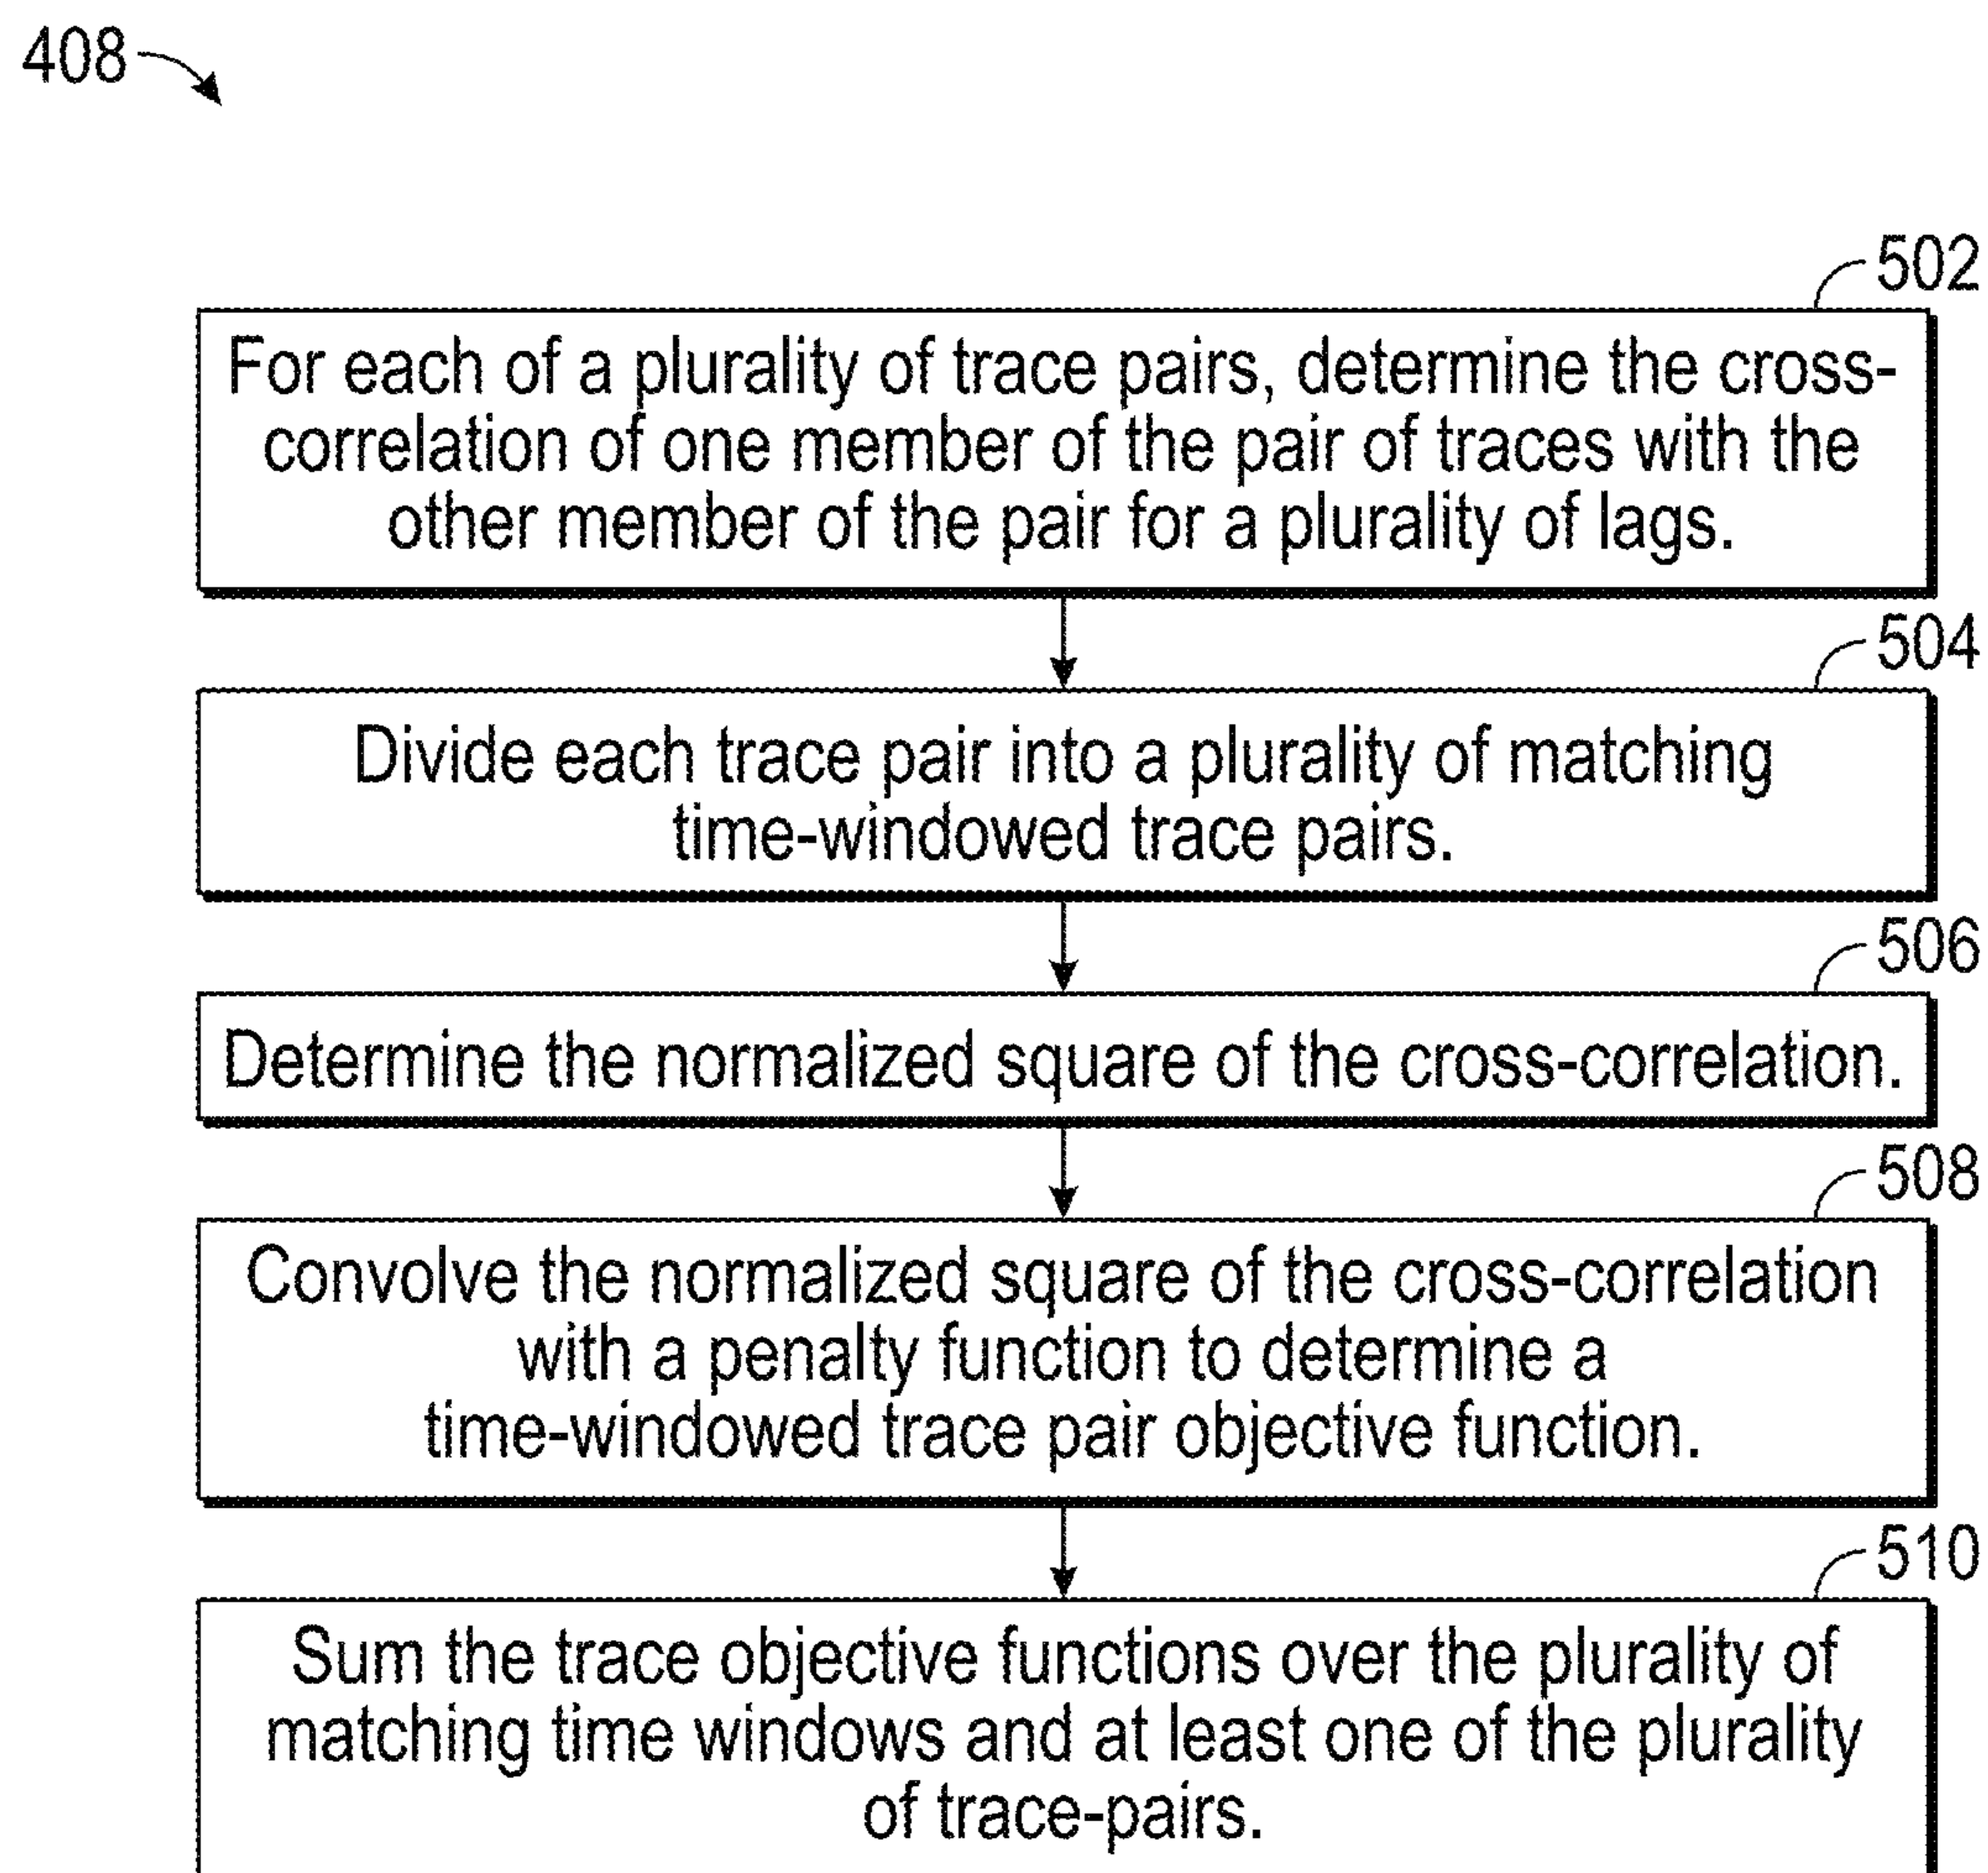 408
502
For each of a plurality of trace pairs, determine the cross-
correlation of one member of the pair of traces with the
other member of the pair for a plurality of lags.
504
Divide each trace pair into a plurality of matching
time-windowed trace pairs.
506
Determine the normalized square of the cross-correlation.
508
Convolve the normalized square of the cross-correlation
with a penalty function to determine a
time-windowed trace pair objective function.
510
Sum the trace objective functions over the plurality of
matching time windows and at least one of the plurality
of trace-pairs.